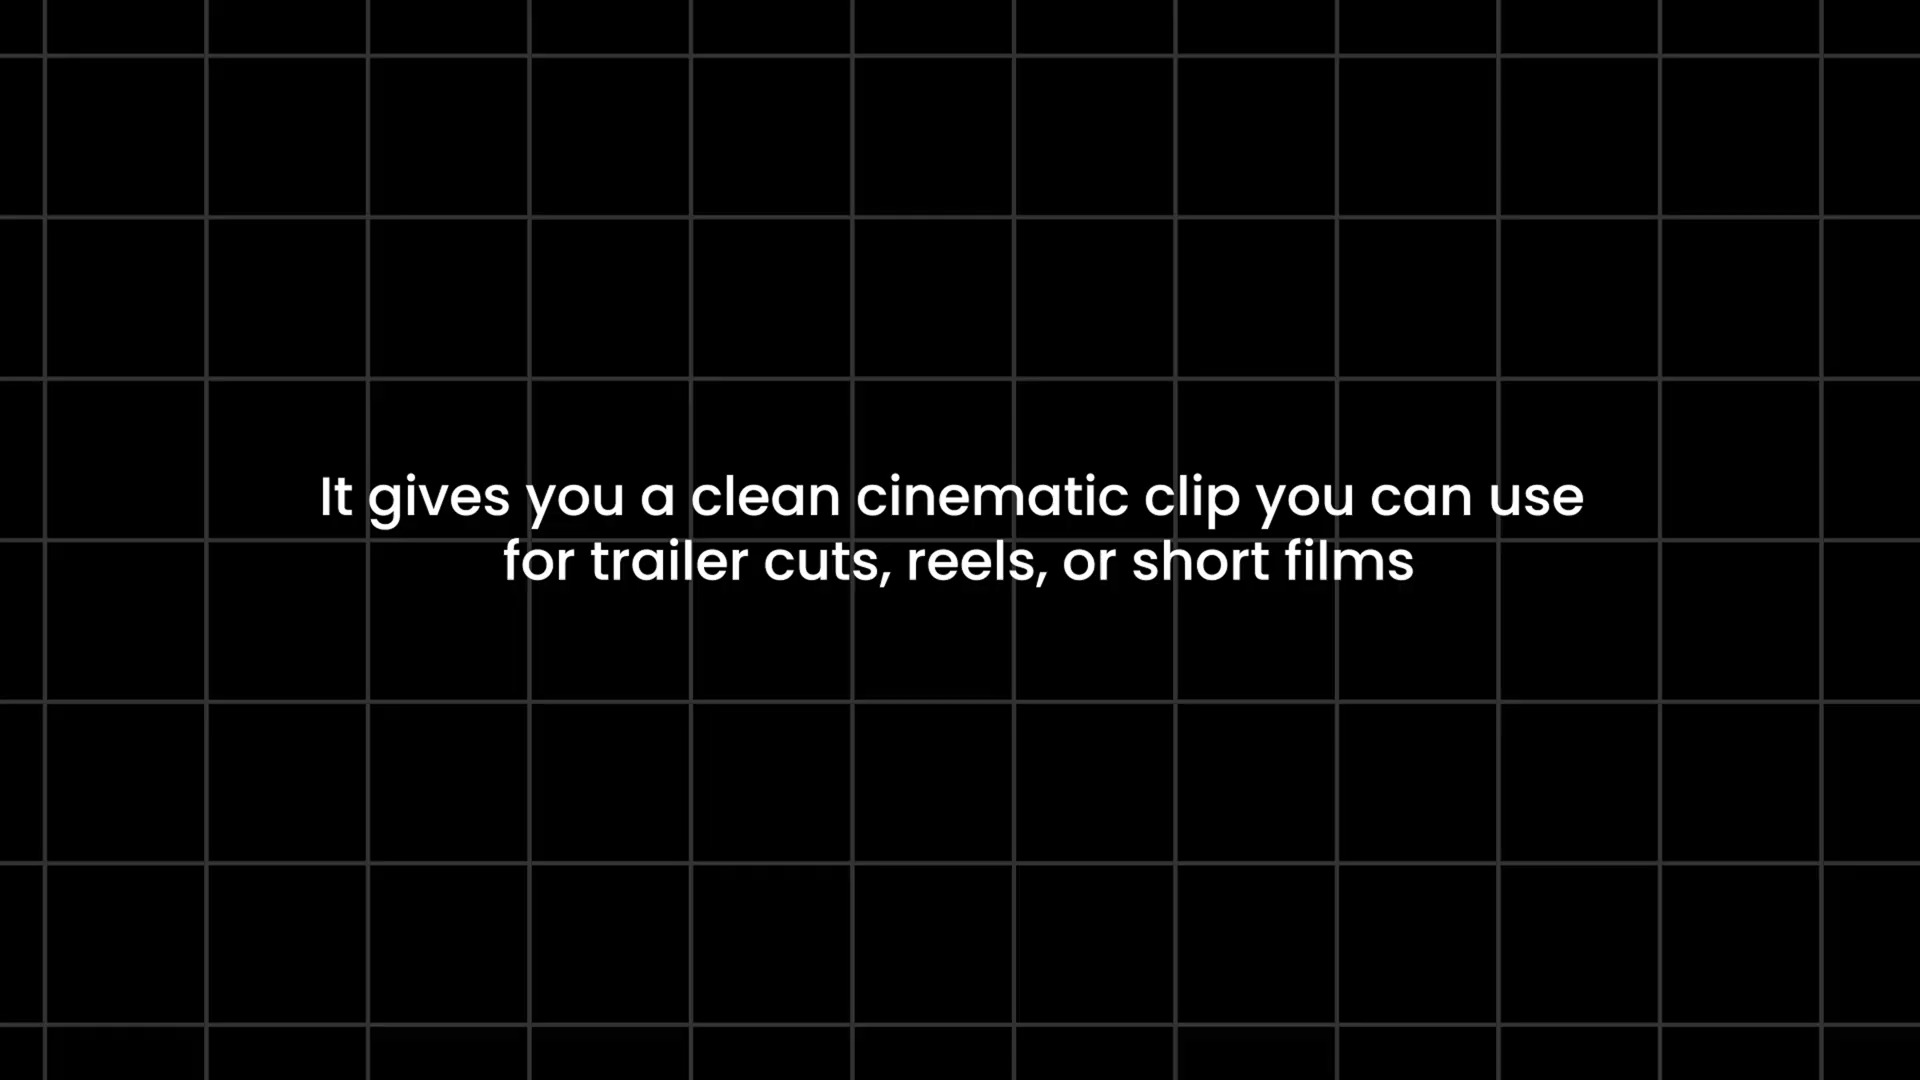 It gives you a clean cinematic clip you can use
for trailer cuts, reels, or short films